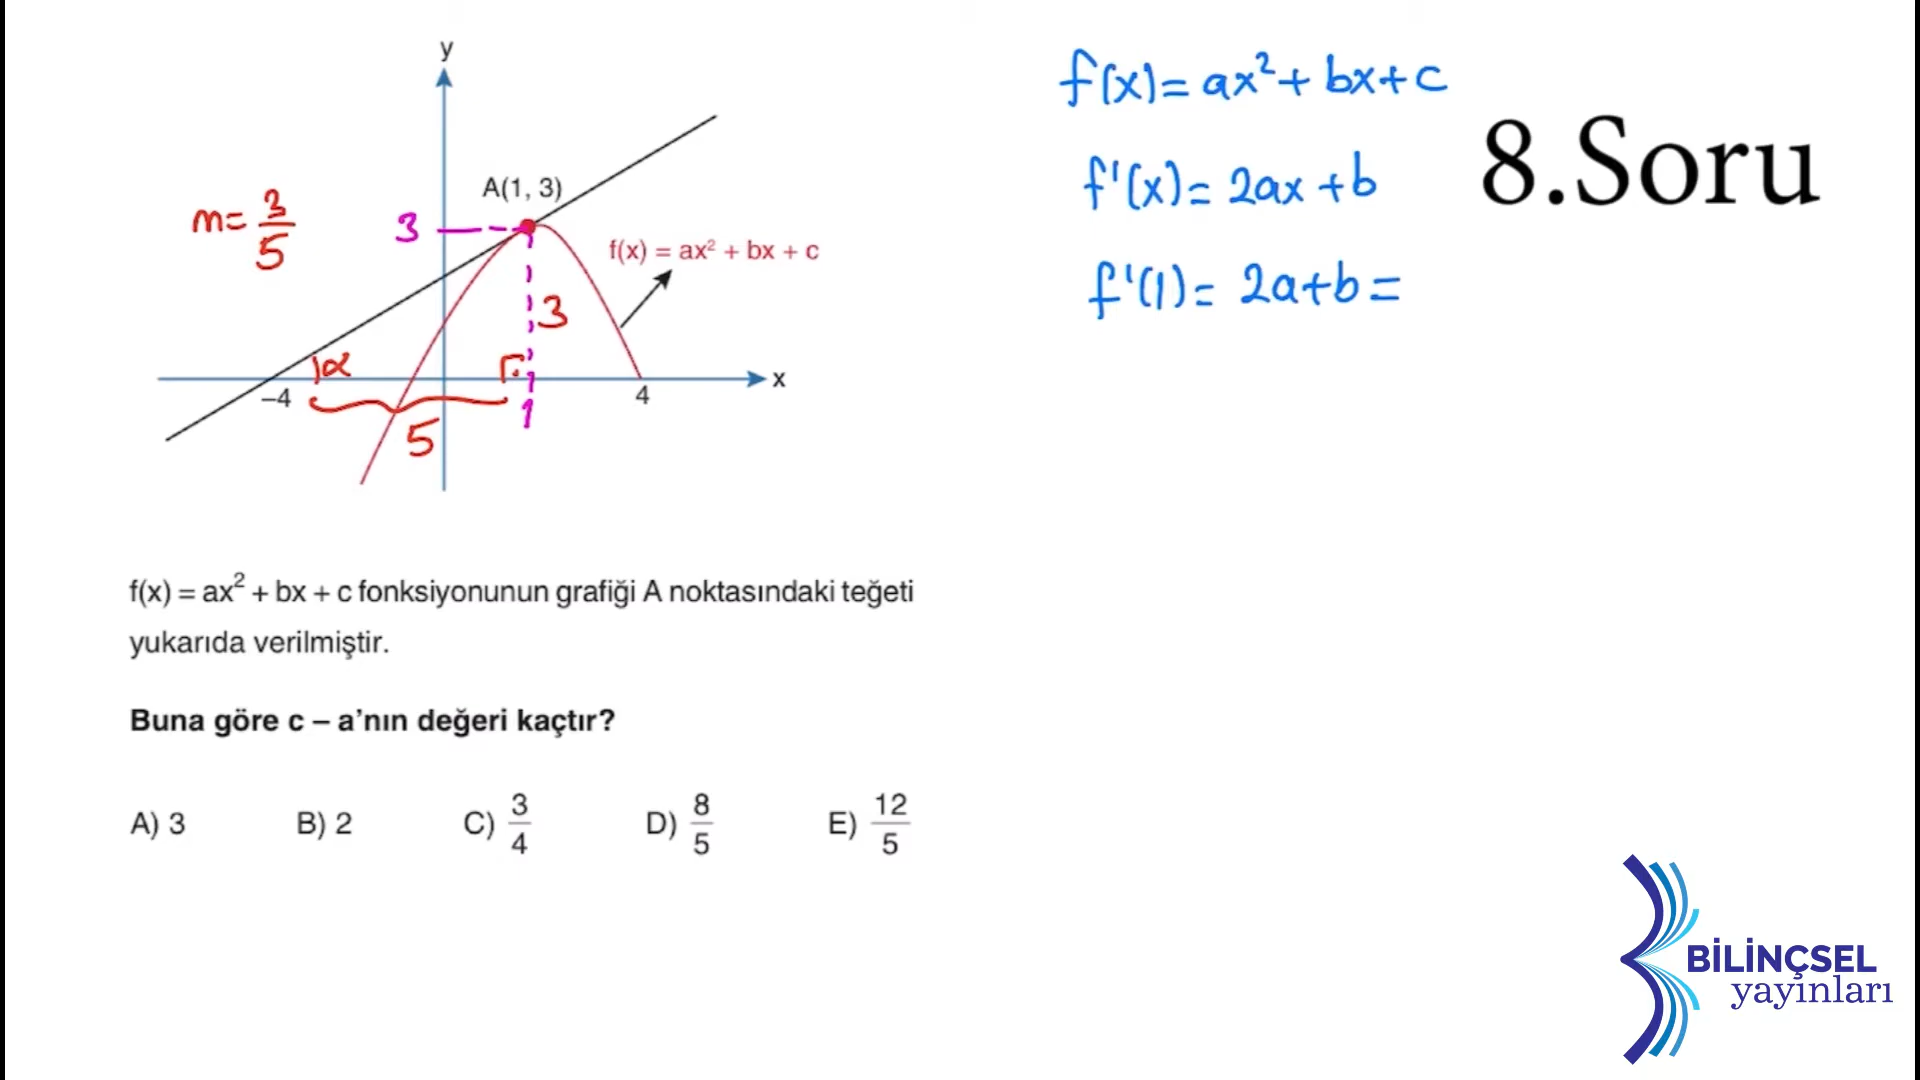 y
f(x)= ax²+ bx+c
8.Soru
A(1, 3)
f'(x)= 2ax +b
m= 3/5
3
f(x) = ax² + bx + c
f'(1)= 2a+b=
3
α
–4
1
4
x
5
f(x) = ax² + bx + c fonksiyonunun grafiği A noktasındaki teğeti
yukarıda verilmiştir.
Buna göre c – a’nın değeri kaçtır?
A) 3 B) 2 C) 3/4 D) 8/5 E) 12/5
BİLİNÇSEL
yayınları